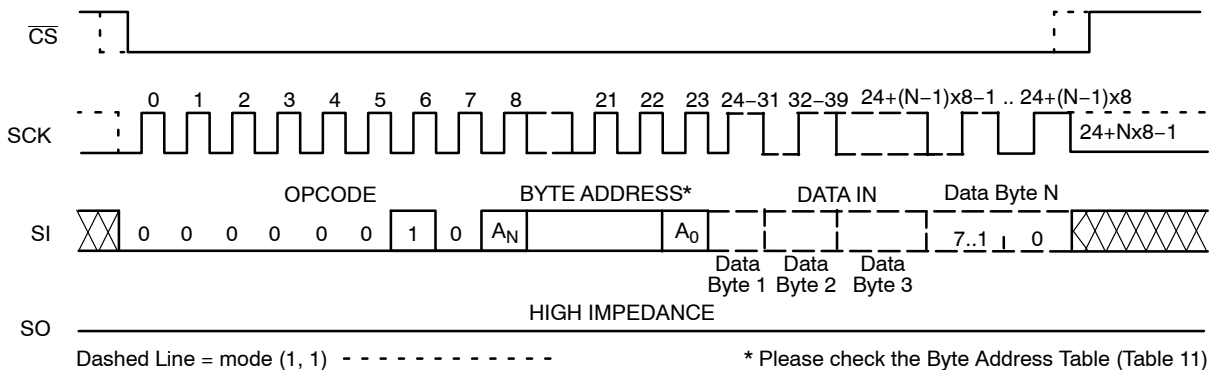 CS
0 1 2 3 4 5 6 7 8 21 22 23 24–31 32–39 24+(N–1)x8-1 .. 24+(N–1)x8
SCK
24+Nx8–1
OPCODE BYTE ADDRESS* DATA IN Data Byte N
SI
0 0 0 0 0 0 1 0 AN A0 7..1 0
Data Byte 1
Data Byte 2
Data Byte 3
HIGH IMPEDANCE
SO
Dashed Line = mode (1, 1)
* Please check the Byte Address Table (Table 11)